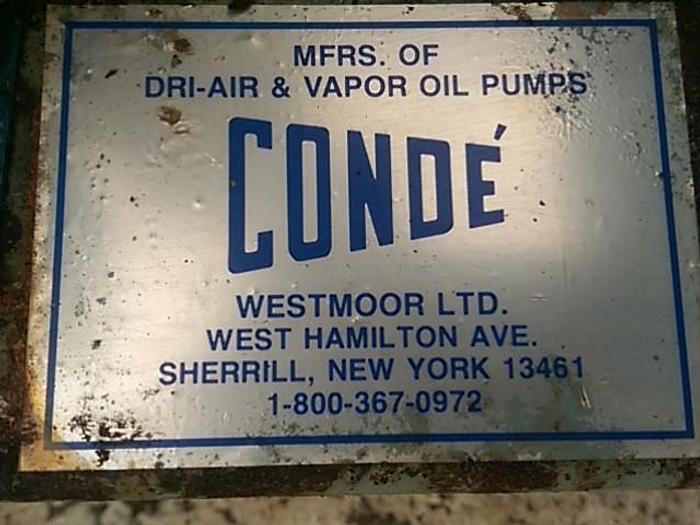 MFRS. OF
DRI-AIR & VAPOR OIL PUMPS
CONDÉ
WESTMOOR LTD.
WEST HAMILTON AVE.
SHERRILL, NEW YORK 13461
1-800-367-0972